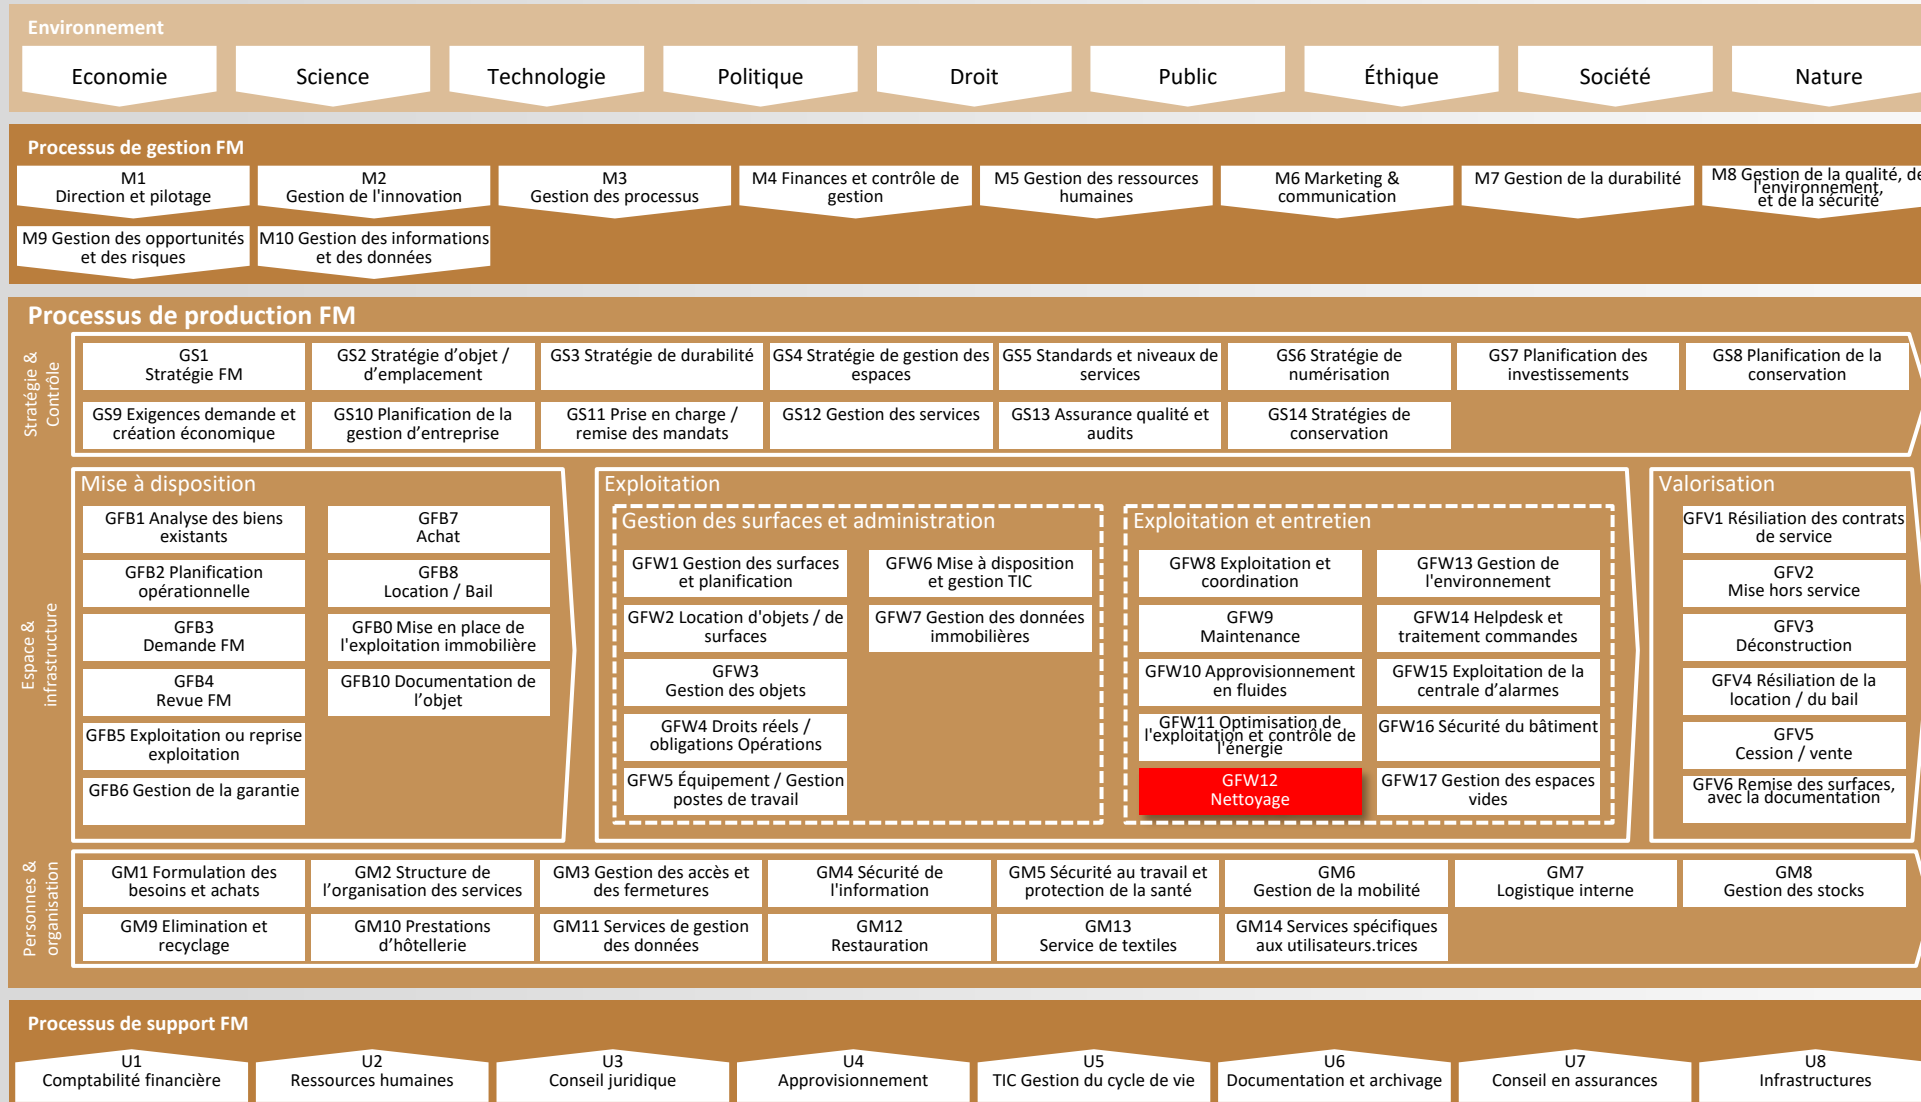 Environnement
Economie
Science
Technologie
Politique
Droit
Public
Éthique
Société
Nature
Processus de gestion FM
M1
Direction et pilotage
M2
Gestion de l'innovation
M3
Gestion des processus
M4 Finances et contrôle de
gestion
M5 Gestion des ressources
humaines
M6 Marketing &
communication
M7 Gestion de la durabilité
M8 Gestion de la qualité, de
l'environnement,
et de la sécurité
M9 Gestion des opportunités
et des risques
M10 Gestion des informations
et des données
Processus de production FM
Stratégie &
Contrôle
GS1
Stratégie FM
GS2 Stratégie d’objet /
d’emplacement
GS3 Stratégie de durabilité
GS4 Stratégie de gestion des
espaces
GS5 Standards et niveaux de
services
GS6 Stratégie de
numérisation
GS7 Planification des
investissements
GS8 Planification de la
conservation
GS9 Exigences demande et
création économique
GS10 Planification de la
gestion d’entreprise
GS11 Prise en charge /
remise des mandats
GS12 Gestion des services
GS13 Assurance qualité et
audits
GS14 Stratégies de
conservation
Espace &
infrastructure
Mise à disposition
GFB1 Analyse des biens
existants
GFB2 Planification
opérationnelle
GFB3
Demande FM
GFB4
Revue FM
GFB5 Exploitation ou reprise
exploitation
GFB6 Gestion de la garantie
GFB7
Achat
GFB8
Location / Bail
GFB0 Mise en place de
l'exploitation immobilière
GFB10 Documentation de
l’objet
Exploitation
Gestion des surfaces et administration
GFW1 Gestion des surfaces
et planification
GFW2 Location d'objets / de
surfaces
GFW3
Gestion des objets
GFW4 Droits réels /
obligations Opérations
GFW5 Équipement / Gestion
postes de travail
GFW6 Mise à disposition
et gestion TIC
GFW7 Gestion des données
immobilières
Exploitation et entretien
GFW8 Exploitation et
coordination
GFW9
Maintenance
GFW10 Approvisionnement
en fluides
GFW11 Optimisation de
l'exploitation et contrôle de
l'énergie
GFW12
Nettoyage
GFW13 Gestion de
l'environnement
GFW14 Helpdesk et
traitement commandes
GFW15 Exploitation de la
centrale d’alarmes
GFW16 Sécurité du bâtiment
GFW17 Gestion des espaces
vides
Valorisation
GFV1 Résiliation des contrats
de service
GFV2
Mise hors service
GFV3
Déconstruction
GFV4 Résiliation de la
location / du bail
GFV5
Cession / vente
GFV6 Remise des surfaces,
avec la documentation
Personnes &
organisation
GM1 Formulation des
besoins et achats
GM2 Structure de
l’organisation des services
GM3 Gestion des accès et
des fermetures
GM4 Sécurité de
l'information
GM5 Sécurité au travail et
protection de la santé
GM6
Gestion de la mobilité
GM7
Logistique interne
GM8
Gestion des stocks
GM9 Elimination et
recyclage
GM10 Prestations
d’hôtellerie
GM11 Services de gestion
des données
GM12
Restauration
GM13
Service de textiles
GM14 Services spécifiques
aux utilisateurs.trices
Processus de support FM
U1
Comptabilité financière
U2
Ressources humaines
U3
Conseil juridique
U4
Approvisionnement
U5
TIC Gestion du cycle de vie
U6
Documentation et archivage
U7
Conseil en assurances
U8
Infrastructures